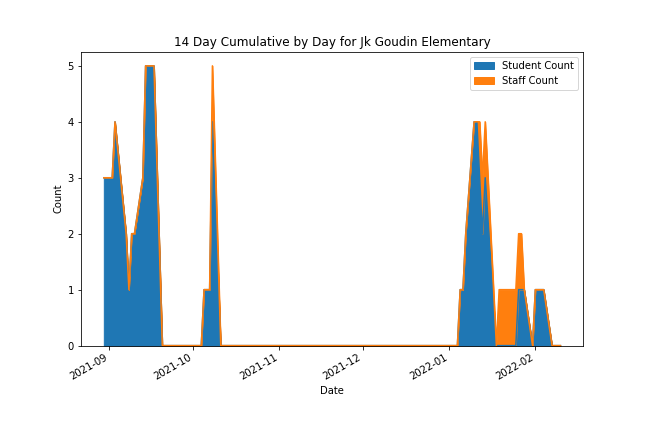 14 Day Cumulative by Day for Jk Goudin Elementary
Student Count
Staff Count
5
4
3
2
1
0
Count
2021-09
2021-10
2021-11
2021-12
2022-01
2022-02
Date